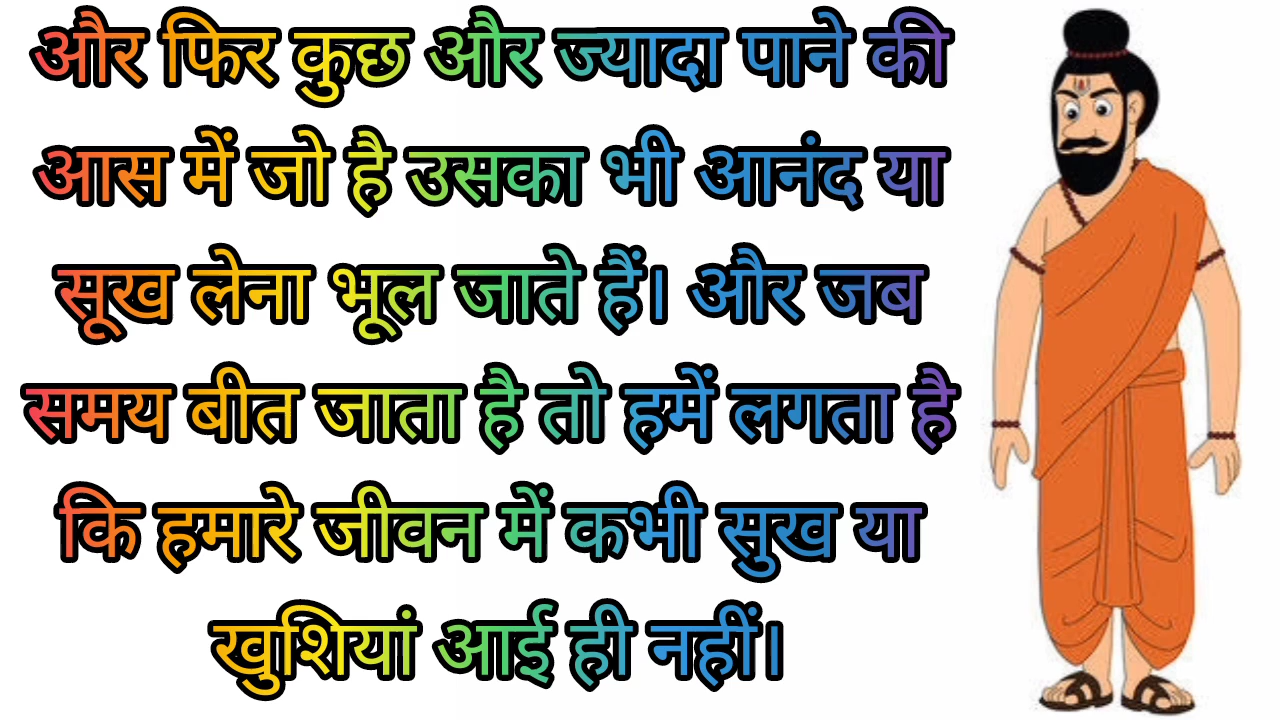 और फिर कुछ और ज्यादा पाने की
आस में जो है उसका भी आनंद या
सूख लेना भूल जाते हैं। और जब
समय बीत जाता है तो हमें लगता है
कि हमारे जीवन में कभी सुख या
खुशियां आई ही नहीं।